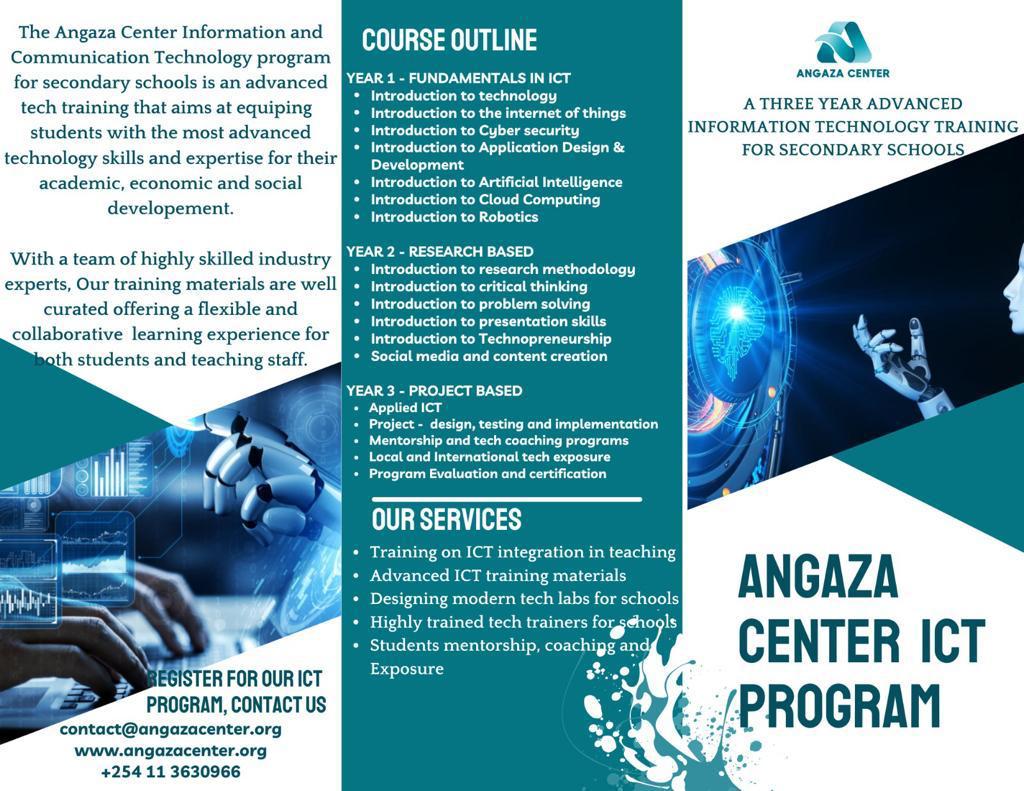 The Angaza Center Information and
Communication Technology program
for secondary schools is an advanced
tech training that aims at equiping
students with the most advanced
technology skills and expertise for their
academic, economic and social
developement.
With a team of highly skilled industry
experts, Our training materials are well
curated offering a flexible and
collaborative learning experience for
both students and teaching staff.
REGISTER FOR OUR ICT
PROGRAM, CONTACT US
contact@angazacenter.org
www.angazacenter.org
+254 11 3630966
COURSE OUTLINE
YEAR 1 - FUNDAMENTALS IN ICT
• Introduction to technology
• Introduction to the internet of things
• Introduction to Cyber security
• Introduction to Application Design &
Development
• Introduction to Artificial Intelligence
• Introduction to Cloud Computing
• Introduction to Robotics
YEAR 2 - RESEARCH BASED
• Introduction to research methodology
• Introduction to critical thinking
• Introduction to problem solving
• Introduction to presentation skills
• Introduction to Technopreneurship
• Social media and content creation
YEAR 3 - PROJECT BASED
• Applied ICT
• Project - design, testing and implementation
• Mentorship and tech coaching programs
• Local and International tech exposure
• Program Evaluation and certification
OUR SERVICES
• Training on ICT integration in teaching
• Advanced ICT training materials
• Designing modern tech labs for schools
• Highly trained tech trainers for schools
• Students mentorship, coaching and
Exposure
ANGAZA CENTER
A THREE YEAR ADVANCED
INFORMATION TECHNOLOGY TRAINING
FOR SECONDARY SCHOOLS
ANGAZA
CENTER ICT
PROGRAM